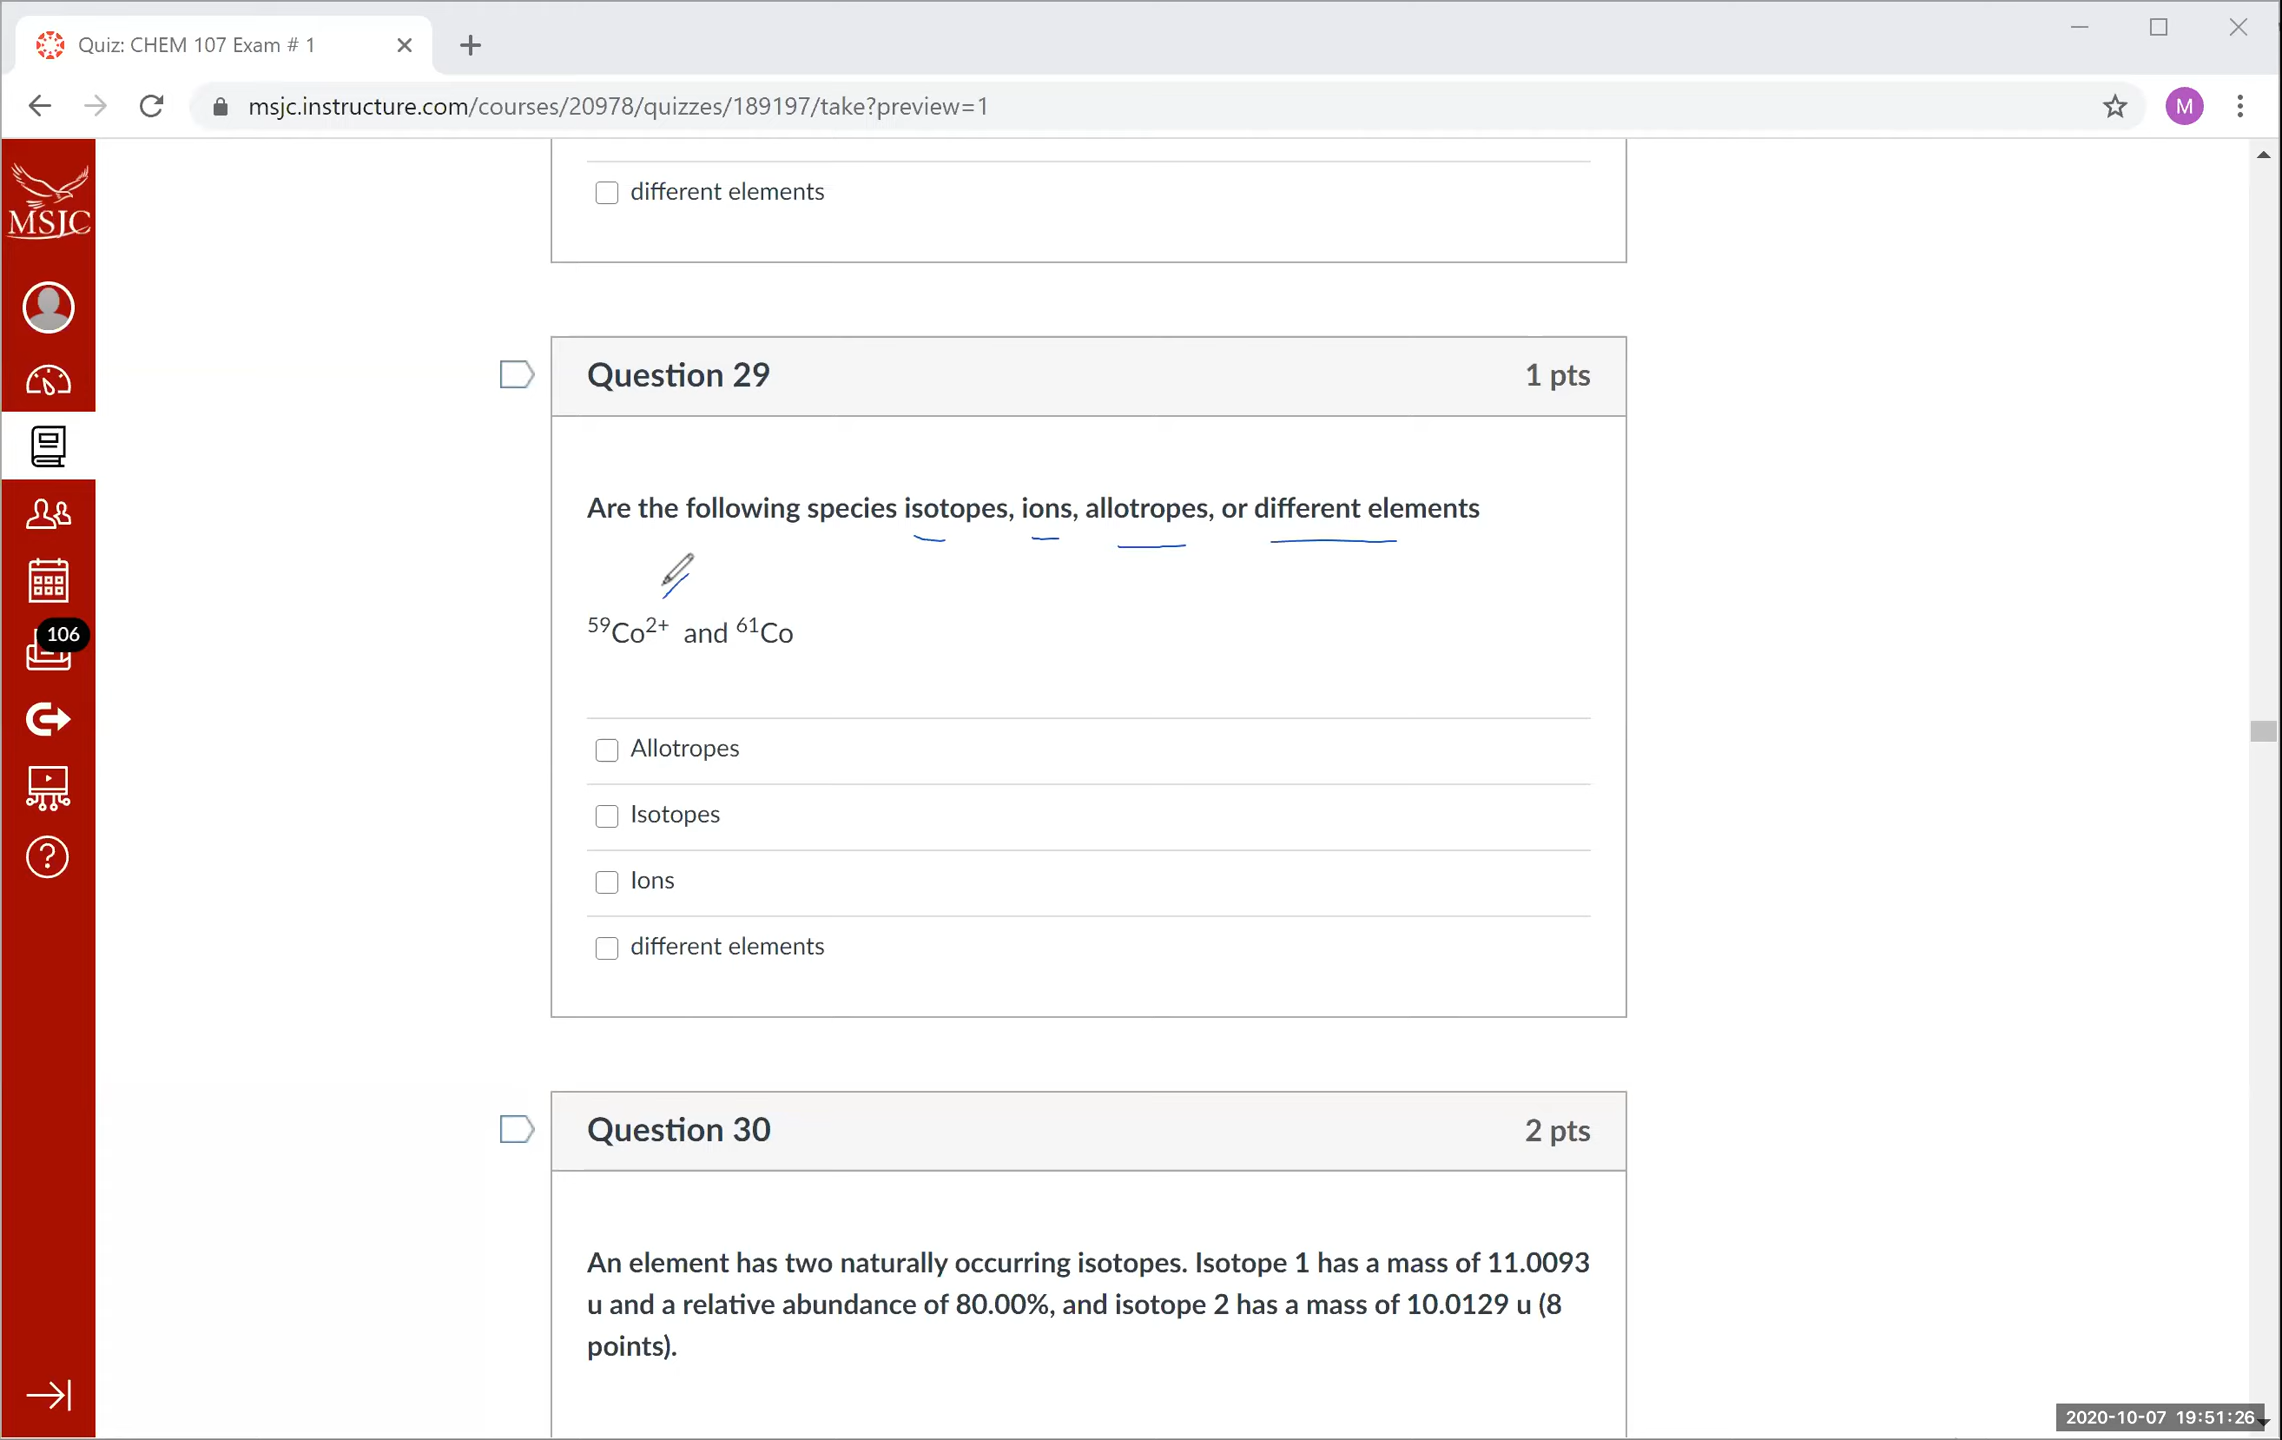 Quiz: CHEM 107 Exam # 1
msjc.instructure.com/courses/20978/quizzes/189197/take?preview=1
M
MSJC
different elements
Question 29
1 pts
Are the following species isotopes, ions, allotropes, or different elements
⁵⁹Co²⁺ and ⁶¹Co
106
Allotropes
Isotopes
Ions
different elements
Question 30
2 pts
An element has two naturally occurring isotopes. Isotope 1 has a mass of 11.0093
u and a relative abundance of 80.00%, and isotope 2 has a mass of 10.0129 u (8
points).
2020-10-07 19:51:26